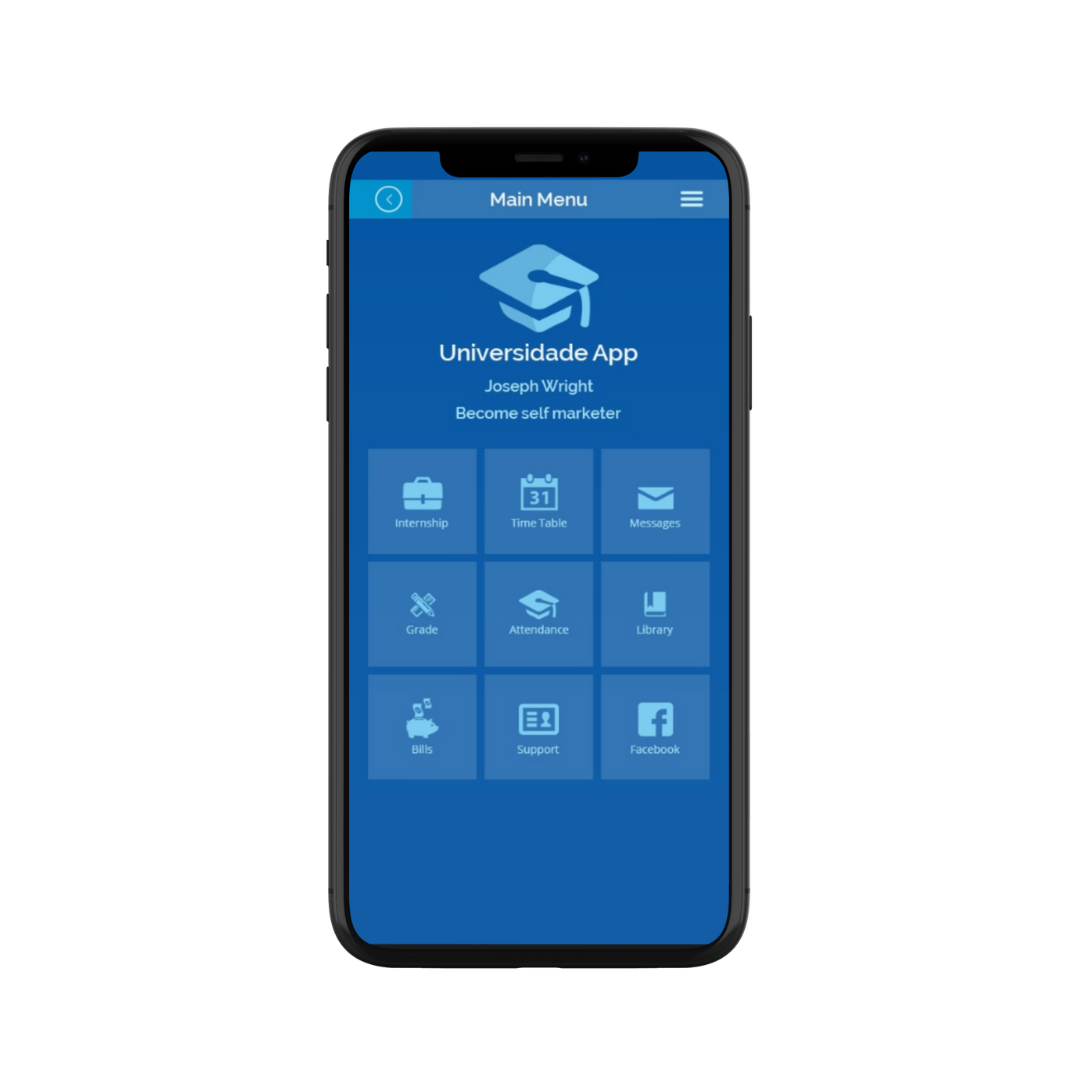 Main Menu
Universidade App
Joseph Wright
Become self marketer
Internship
31
Time Table
Messages
Grade
Attendance
Library
Bills
Support
Facebook